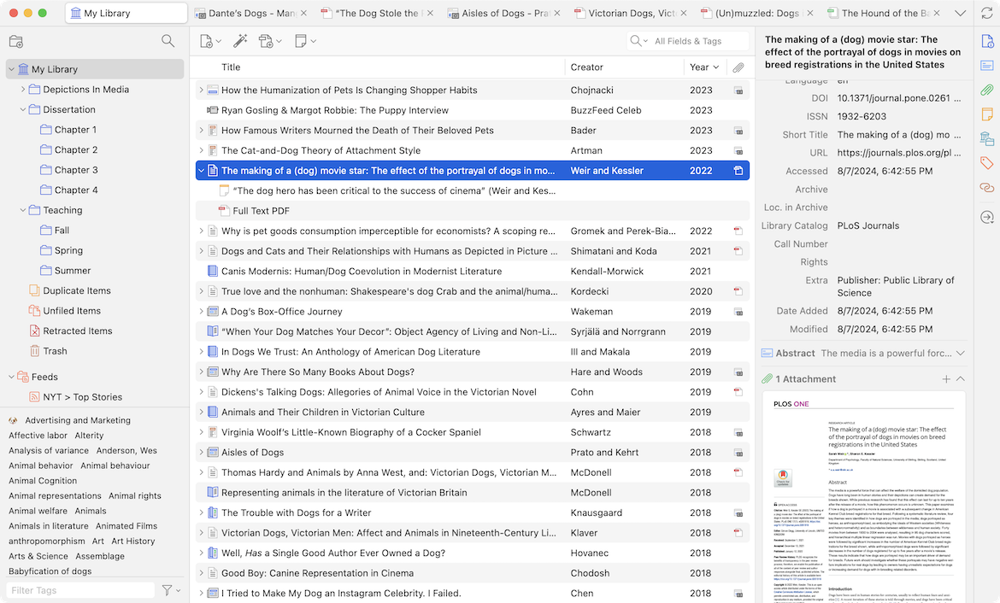 My Library
Dante’s Dogs - Man
“The Dog Stole the
Aisles of Dogs - Pra
Victorian Dogs, Vict
(Un)muzzled: Dogs
The Hound of the Ba
All Fields & Tags
My Library
Depictions In Media
Dissertation
Chapter 1
Chapter 2
Chapter 3
Chapter 4
Teaching
Fall
Spring
Summer
Duplicate Items
Unfiled Items
Retracted Items
Trash
Feeds
NYT > Top Stories
Advertising and Marketing
Affective labor Alterity
Analysis of variance Anderson, Wes
Animal behavior Animal behaviour
Animal Cognition
Animal representations Animal rights
Animal welfare Animals
Animals in literature Animated Films
anthropomorphism Art Art History
Arts & Science Assemblage
Babyfication of dogs
Filter Tags
Title Creator Year
How the Humanization of Pets Is Changing Shopper Habits Chojnacki 2023
Ryan Gosling & Margot Robbie: The Puppy Interview BuzzFeed Celeb 2023
How Famous Writers Mourned the Death of Their Beloved Pets Bader 2023
The Cat-and-Dog Theory of Attachment Style Artman 2023
The making of a (dog) movie star: The effect of the portrayal of dogs in mo... Weir and Kessler 2022
“The dog hero has been critical to the success of cinema” (Weir and Kes...
Full Text PDF
Why is pet goods consumption imperceptible for economists? A scoping re... Gromek and Perek-Bia... 2022
Dogs and Cats and Their Relationships with Humans as Depicted in Picture ... Shimatani and Koda 2021
Canis Modernis: Human/Dog Coevolution in Modernist Literature Kendall-Morwick 2021
True love and the nonhuman: Shakespeare's dog Crab and the animal/huma... Kordecki 2020
A Dog’s Box-Office Journey Wakeman 2019
“When Your Dog Matches Your Decor”: Object Agency of Living and Non-Li... Syrjälä and Norrgrann 2019
In Dogs We Trust: An Anthology of American Dog Literature Ill and Makala 2019
Why Are There So Many Books About Dogs? Hare and Woods 2019
Dickens's Talking Dogs: Allegories of Animal Voice in the Victorian Novel Cohn 2019
Animals and Their Children in Victorian Culture Ayres and Maier 2019
Virginia Woolf’s Little-Known Biography of a Cocker Spaniel Schwartz 2018
Aisles of Dogs Prato and Kehrt 2018
Thomas Hardy and Animals by Anna West, and: Victorian Dogs, Victorian M... McDonell 2018
Representing animals in the literature of Victorian Britain McDonell 2018
The Trouble with Dogs for a Writer Knausgaard 2018
Victorian Dogs, Victorian Men: Affect and Animals in Nineteenth-Century Li... Klaver 2018
Well, Has a Single Good Author Ever Owned a Dog? Hovanec 2018
Good Boy: Canine representation in Cinema Chodosh 2018
I Tried to Make My Dog an Instagram Celebrity. I Failed. Chen 2018
The making of a (dog) movie star: The
effect of the portrayal of dogs in movies on
breed registrations in the United States
Language en
DOI 10.1371/journal.pone.0261 ...
ISSN 1932-6203
Short Title The making of a (dog) mo ...
URL https://journals.plos.org/pl ...
Accessed 8/7/2024, 6:42:55 PM
Archive
Loc. in Archive
Library Catalog PLoS Journals
Call Number
Rights
Extra Publisher: Public Library of
Science
Date Added 8/7/2024, 6:42:55 PM
Modified 8/7/2024, 6:42:55 PM
Abstract The media is a powerful forc...
1 Attachment
PLOS ONE
RESEARCH ARTICLE
The making of a (dog) movie star: The effect
of the portrayal of dogs in movies on breed
registrations in the United States
Abstract
Introduction